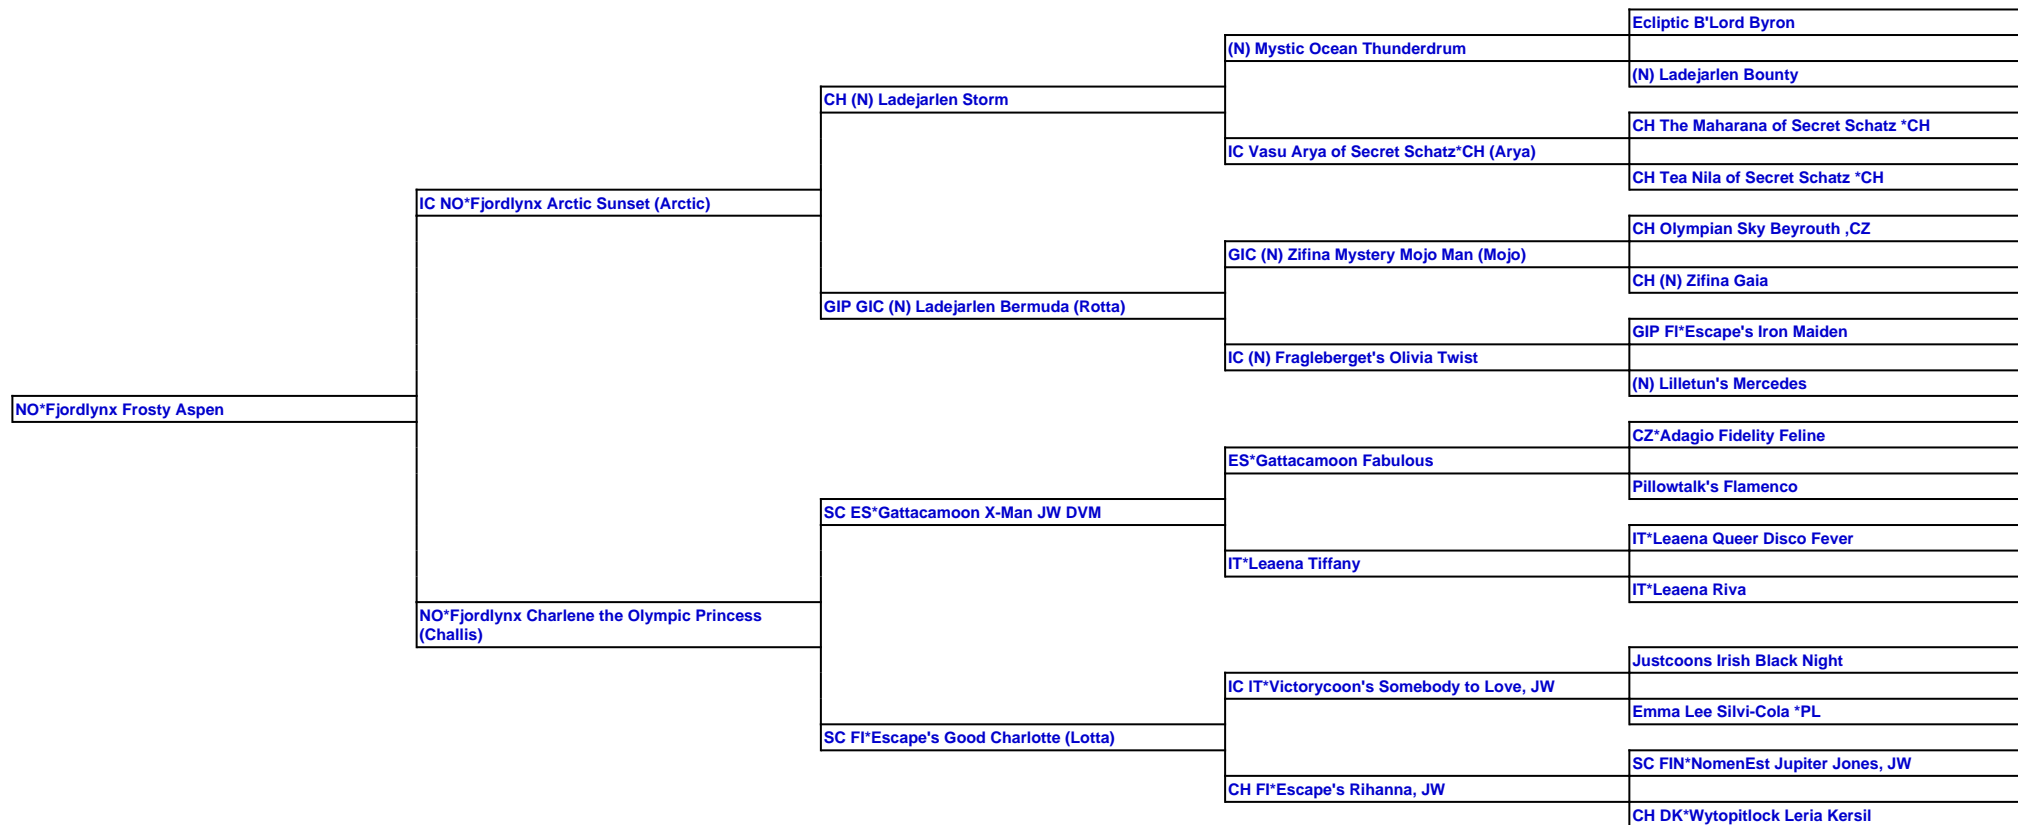 Ecliptic B'Lord Byron
(N) Mystic Ocean Thunderdrum
(N) Ladejarlen Bounty
CH (N) Ladejarlen Storm
CH The Maharana of Secret Schatz *CH
IC Vasu Arya of Secret Schatz*CH (Arya)
CH Tea Nila of Secret Schatz *CH
IC NO*Fjordlynx Arctic Sunset (Arctic)
CH Olympian Sky Beyrouth ,CZ
GIC (N) Zifina Mystery Mojo Man (Mojo)
CH (N) Zifina Gaia
GIP GIC (N) Ladejarlen Bermuda (Rotta)
GIP FI*Escape's Iron Maiden
IC (N) Fragleberget's Olivia Twist
(N) Lilletun's Mercedes
NO*Fjordlynx Frosty Aspen
CZ*Adagio Fidelity Feline
ES*Gattacamoon Fabulous
Pillowtalk's Flamenco
SC ES*Gattacamoon X-Man JW DVM
IT*Leaena Queer Disco Fever
IT*Leaena Tiffany
IT*Leaena Riva
NO*Fjordlynx Charlene the Olympic Princess
(Challis)
Justcoons Irish Black Night
IC IT*Victorycoon's Somebody to Love, JW
Emma Lee Silvi-Cola *PL
SC FI*Escape's Good Charlotte (Lotta)
SC FIN*NomenEst Jupiter Jones, JW
CH FI*Escape's Rihanna, JW
CH DK*Wytopitlock Leria Kersil